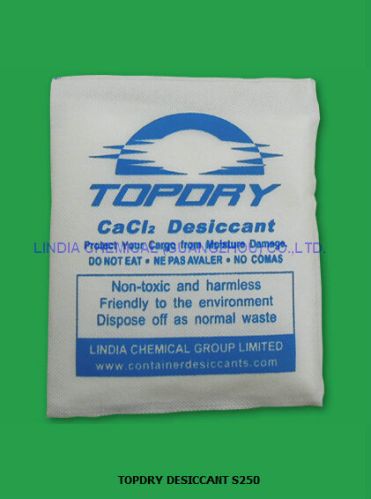 TOPDRY
CaCl₂ Desiccant
LINDIA CHEMICAL (GUANGZHOU) CO.,LTD.
Protect Your Cargo from Moisture Damage
DO NOT EAT • NE PAS AVALER • NO COMAS
Non-toxic and harmless
Friendly to the environment
Dispose off as normal waste
LINDIA CHEMICAL GROUP LIMITED
www.containerdesiccants.com
TOPDRY DESICCANT S250